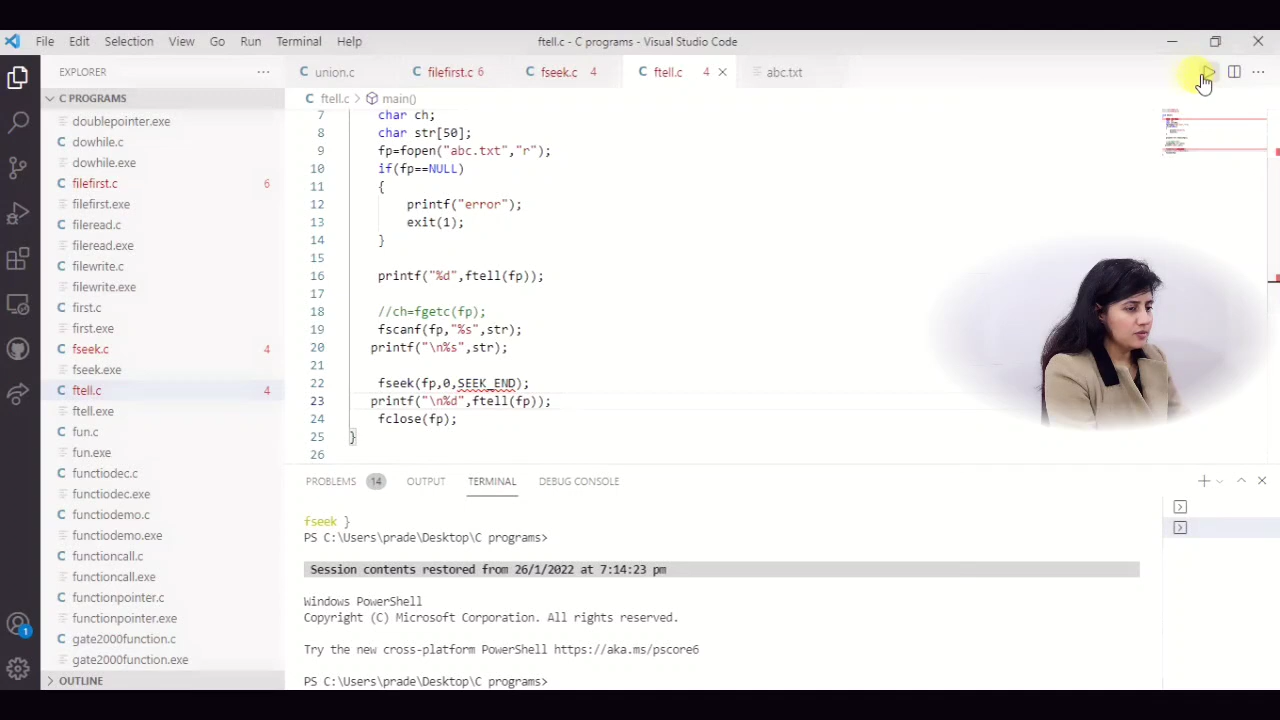 File Edit Selection View Go Run Terminal Help
ftell.c - C programs - Visual Studio Code
EXPLORER
C union.c
C filefirst.c 6
C fseek.c 4
C ftell.c 4
abc.txt
C PROGRAMS
doublepointer.exe
C dowhile.c
dowhile.exe
C filefirst.c 6
filefirst.exe
C fileread.c
fileread.exe
C filewrite.c
filewrite.exe
C first.c
first.exe
C fseek.c 4
fseek.exe
C ftell.c 4
ftell.exe
C fun.c
fun.exe
C functiodec.c
functiodec.exe
C functiodemo.c
functiodemo.exe
C functioncall.c
functioncall.exe
C functionpointer.c
functionpointer.exe
C gate2000function.c
gate2000function.exe
OUTLINE
1
C ftell.c > main()
7 char ch;
8 char str[50];
9 fp=fopen("abc.txt","r");
10 if(fp==NULL)
11 {
12 printf("error");
13 exit(1);
14 }
15
16 printf("%d",ftell(fp));
17
18 //ch=fgetc(fp);
19 fscanf(fp,"%s",str);
20 printf("\n%s",str);
21
22 fseek(fp,0,SEEK_END);
23 printf("\n%d",ftell(fp));
24 fclose(fp);
25 }
26
PROBLEMS 14 OUTPUT TERMINAL DEBUG CONSOLE
fseek }
PS C:\Users\prade\Desktop\C programs>
Session contents restored from 26/1/2022 at 7:14:23 pm
Windows PowerShell
Copyright (C) Microsoft Corporation. All rights reserved.
Try the new cross-platform PowerShell https://aka.ms/pscore6
PS C:\Users\prade\Desktop\C programs>